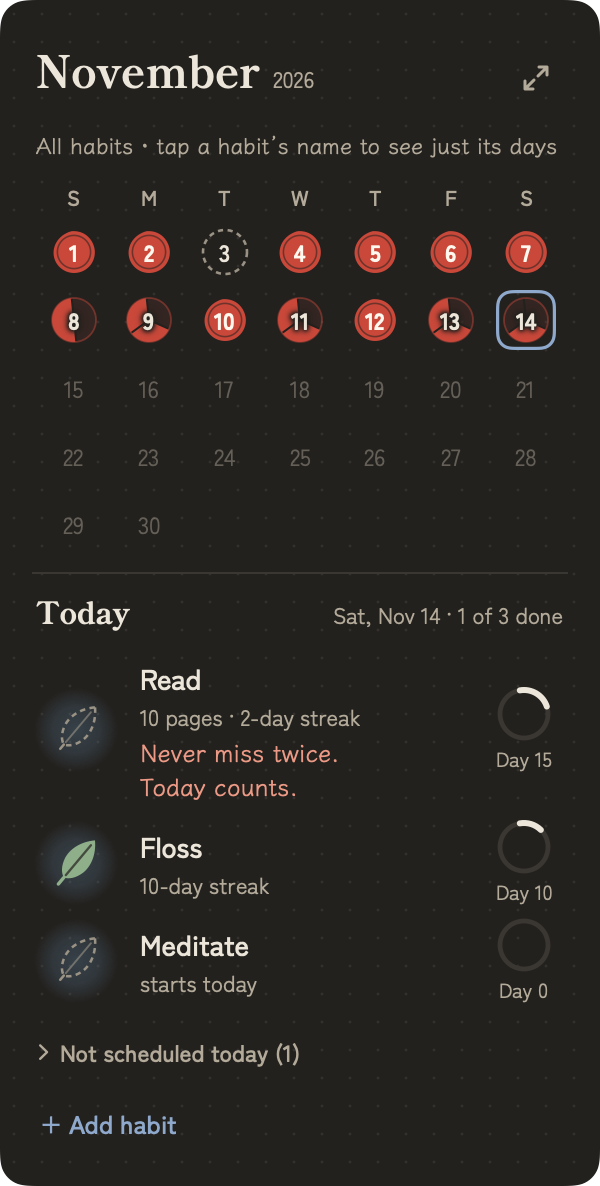 November 2026
All habits · tap a habit's name to see just its days
S M T W T F S
1 2 3 4 5 6 7
8 9 10 11 12 13 14
15 16 17 18 19 20 21
22 23 24 25 26 27 28
29 30
Today
Sat, Nov 14 · 1 of 3 done
Read
10 pages · 2-day streak
Never miss twice.
Today counts.
Day 15
Floss
10-day streak
Day 10
Meditate
starts today
Day 0
> Not scheduled today (1)
+ Add habit